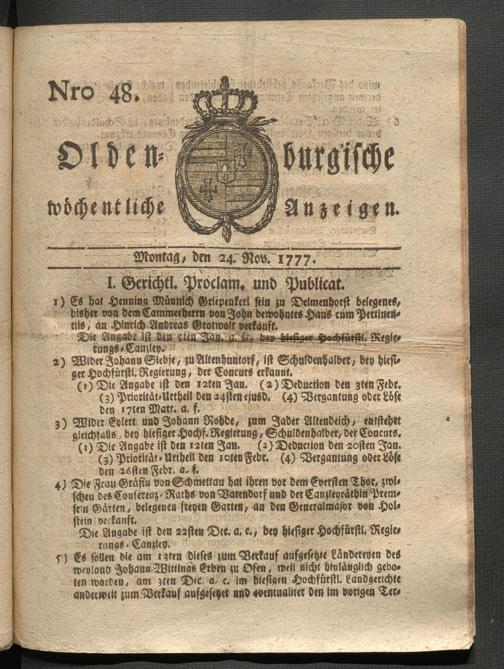 Nro 48.
Olden-burgische
wöchentliche Anzeigen.
Montag, den 24. Nov. 1777.
I. Gerichtl. Proclam. und Publicat.
1) Es hat Henning Münnich Griepenkerl sein zu Delmenhorst belegenes,
bisher von dem Cammerherrn von John bewohntes Haus cum Pertinen-
tiis, an Hinrich Andreas Grotwolt verkauft.
Die Angabe ist den 5ten Jan. a. f., bey hiesiger Hochfürstl. Regie-
rungs-Canzley.
2) Wider Johann Siebje, zu Altenhuntorf, ist Schuldenhalber, bey hiesi-
ger Hochfürstl. Regierung, der Concurs erkannt.
(1) Die Angabe ist den 12ten Jan. (2) Deduction den 3ten Febr.
(3) Priorität-Urtheil den 24sten ejusd. (4) Vergantung oder Löse
den 17ten Matt. a. f.
3) Wider Eylert und Johann Rohde, zum Jader Altendeich, entstehet
gleichfalls, bey hiesiger Hochf. Regierung, Schuldenhalber, der Concurs.
(1) Die Angabe ist den 12ten Jan. (2) Deduction den 20sten Jan.
(3) Priorität-Urtheil den 10ten Febr. (4) Vergantung oder Löse
den 26sten Febr. a. f.
4) Die Frau Gräfin von Schmettau hat ihren vor dem Eversten Thor, zwi-
schen des Conferenz-Raths von Varendorf und der Canzleyräthin Prem-
seln Gärten, belegenen freyen Garten, an den Generalmajor von Hol-
stein verkauft.
Die Angabe ist den 22sten Dec. a. c., bey hiesiger Hochfürstl. Regie-
rungs-Canzley.
5) Es sollen die am 13ten dieses zum Verkauf aufgesetzte Ländereyen des
weyland Johann Wittings Erben zu Ofen, weil nicht hinlänglich gebo-
ten worden, am 3ten Dec. a. c. im hiesigen Hochfürstl. Landgerichte
anderweit zum Verkauf aufgesetzet und eventualiter den im vorigen Ter-